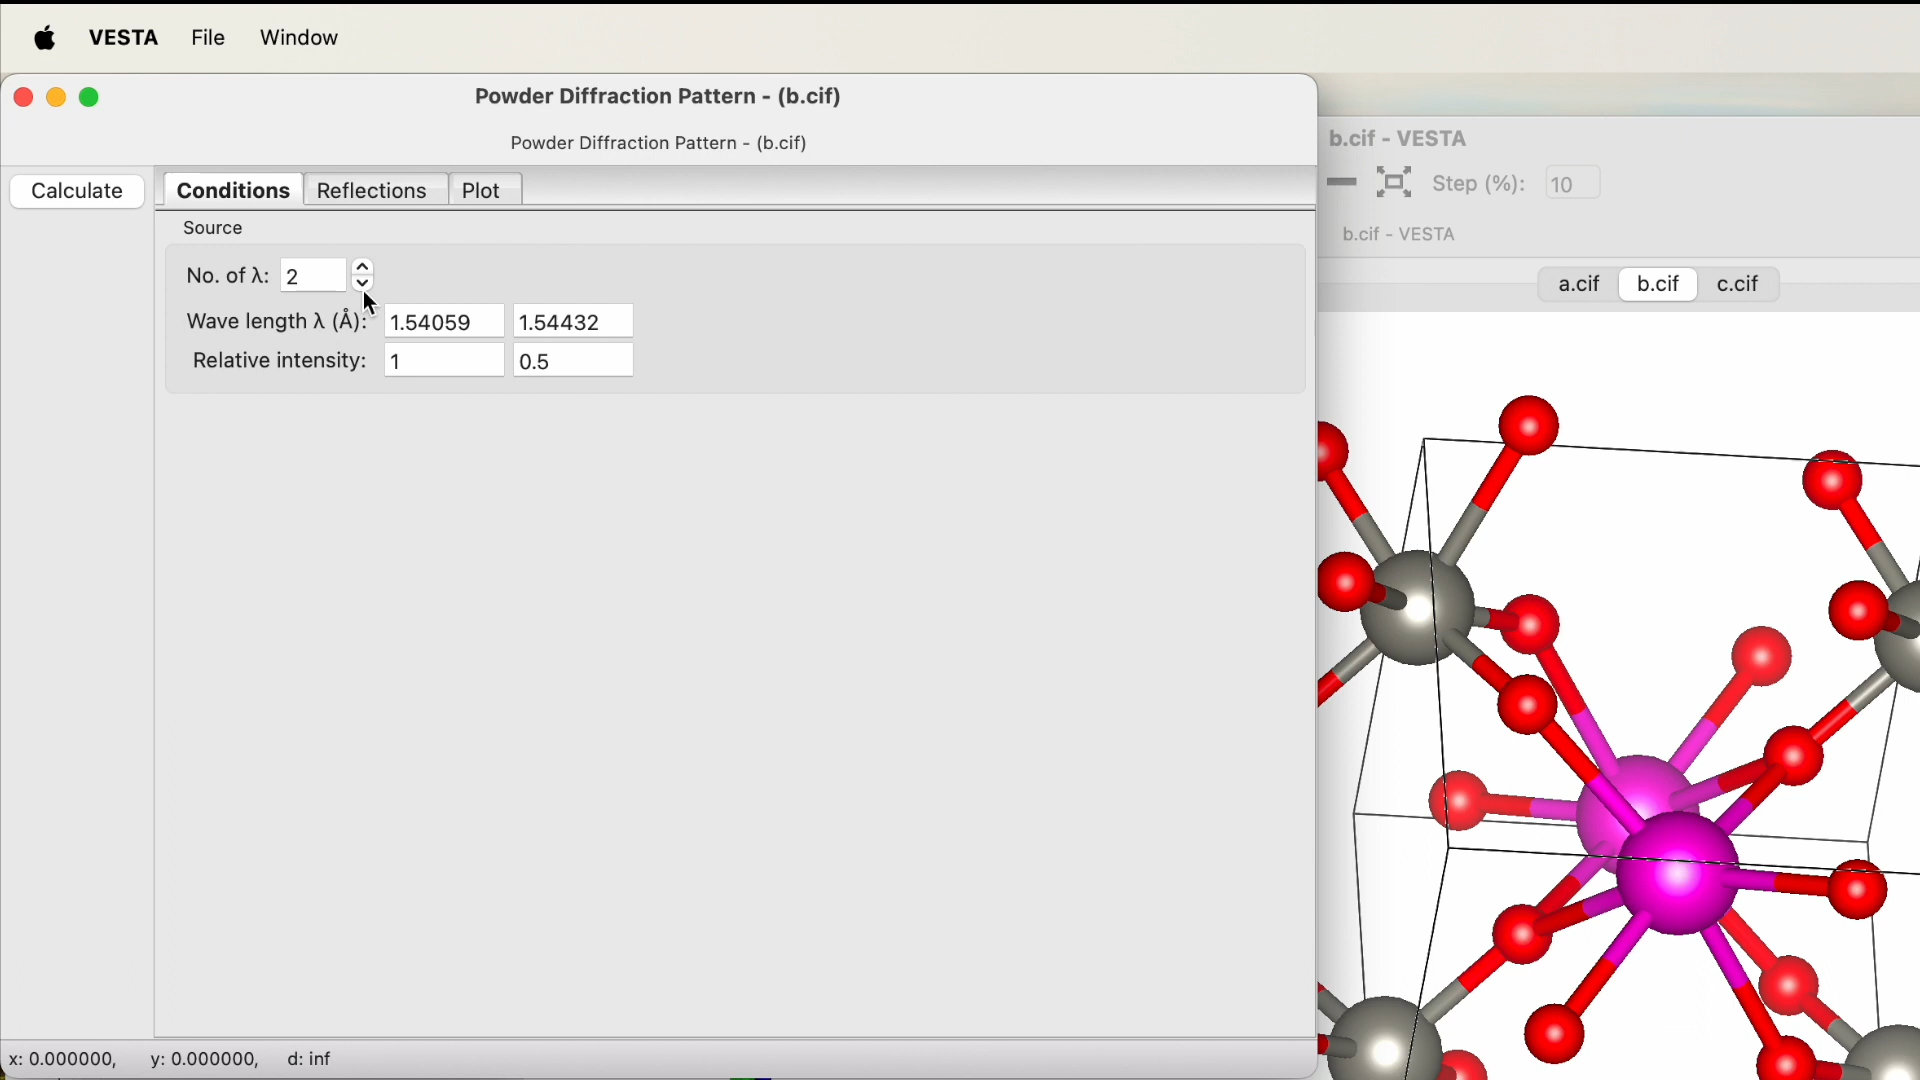 VESTA File Window
Powder Diffraction Pattern - (b.cif)
Powder Diffraction Pattern - (b.cif)
Calculate
Conditions Reflections Plot
Source
No. of λ: 2
Wave length λ (Å): 1.54059 1.54432
Relative intensity: 1 0.5
x: 0.000000, y: 0.000000, d: inf
b.cif - VESTA
Step (%): 10
b.cif - VESTA
a.cif b.cif c.cif